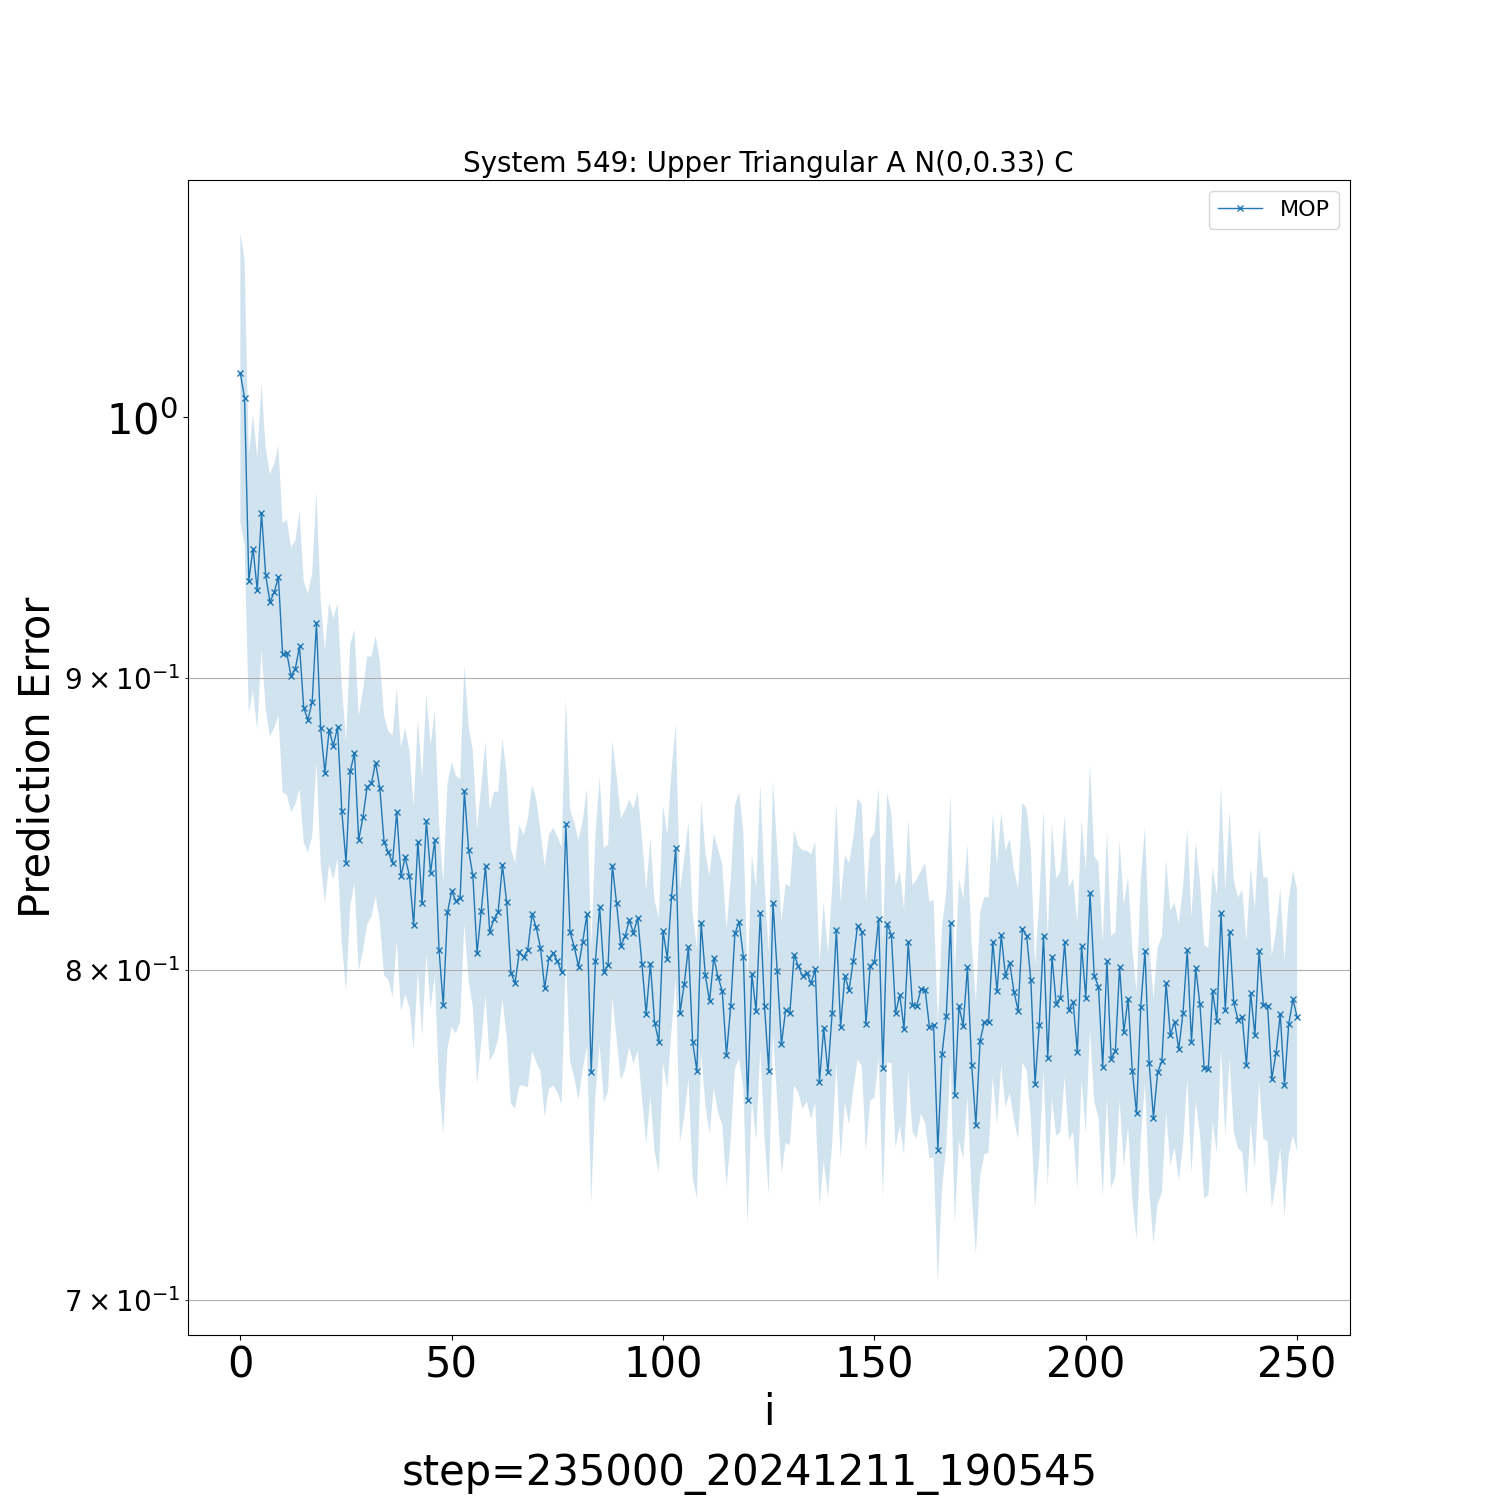 System 549: Upper Triangular A N(0,0.33) C
MOP
10⁰
9 × 10⁻¹
8 × 10⁻¹
7 × 10⁻¹
Prediction Error
0 50 100 150 200 250
i
step=235000_20241211_190545